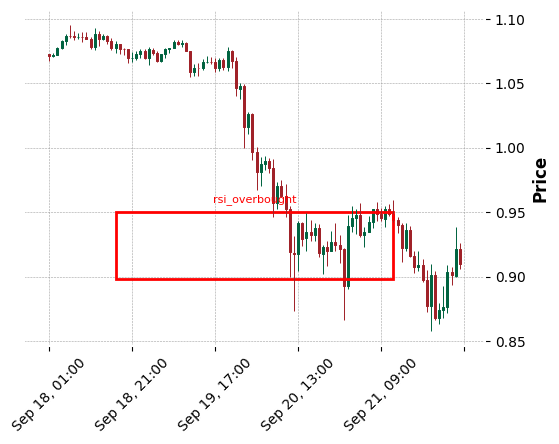 1.10
1.05
1.00
rsi_overbought
0.95
0.90
0.85
Price
Sep 18, 01:00
Sep 18, 21:00
Sep 19, 17:00
Sep 20, 13:00
Sep 21, 09:00